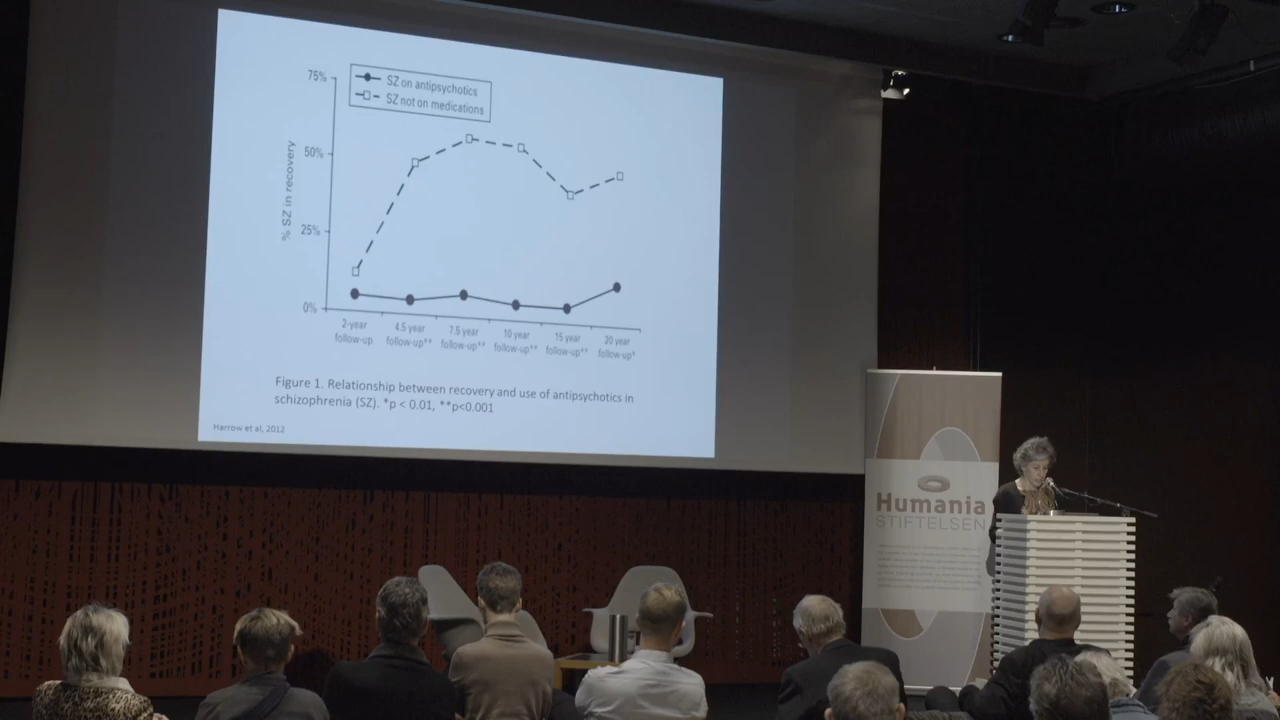 75%
SZ on antipsychotics
SZ not on medications
50%
% SZ in recovery
25%
0%
2-year
follow-up
4.5 year
follow-up**
7.5 year
follow-up**
10 year
follow-up**
15 year
follow-up**
20 year
follow-up*
Figure 1. Relationship between recovery and use of antipsychotics in
schizophrenia (SZ). *p < 0.01, **p<0.001
Harrow et al, 2012
Humania
STIFTELSEN